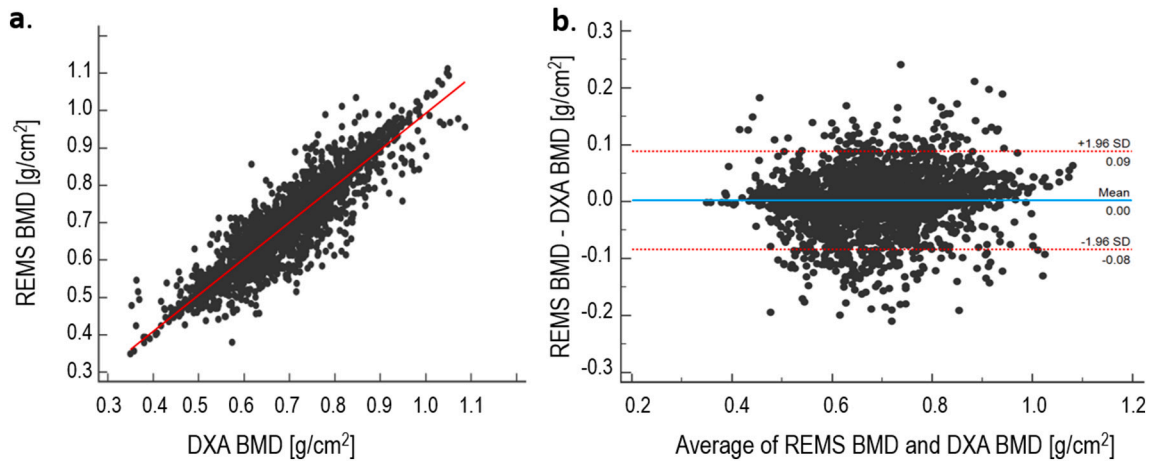 a.
REMS BMD [g/cm²]
1.1
1.0
0.9
0.8
0.7
0.6
0.5
0.4
0.3
0.3 0.4 0.5 0.6 0.7 0.8 0.9 1.0 1.1
DXA BMD [g/cm²]
b.
REMS BMD - DXA BMD [g/cm²]
0.3
0.2
0.1
0.0
-0.1
-0.2
-0.3
+1.96 SD
0.09
Mean
0.00
-1.96 SD
-0.08
0.2 0.4 0.6 0.8 1.0 1.2
Average of REMS BMD and DXA BMD [g/cm²]